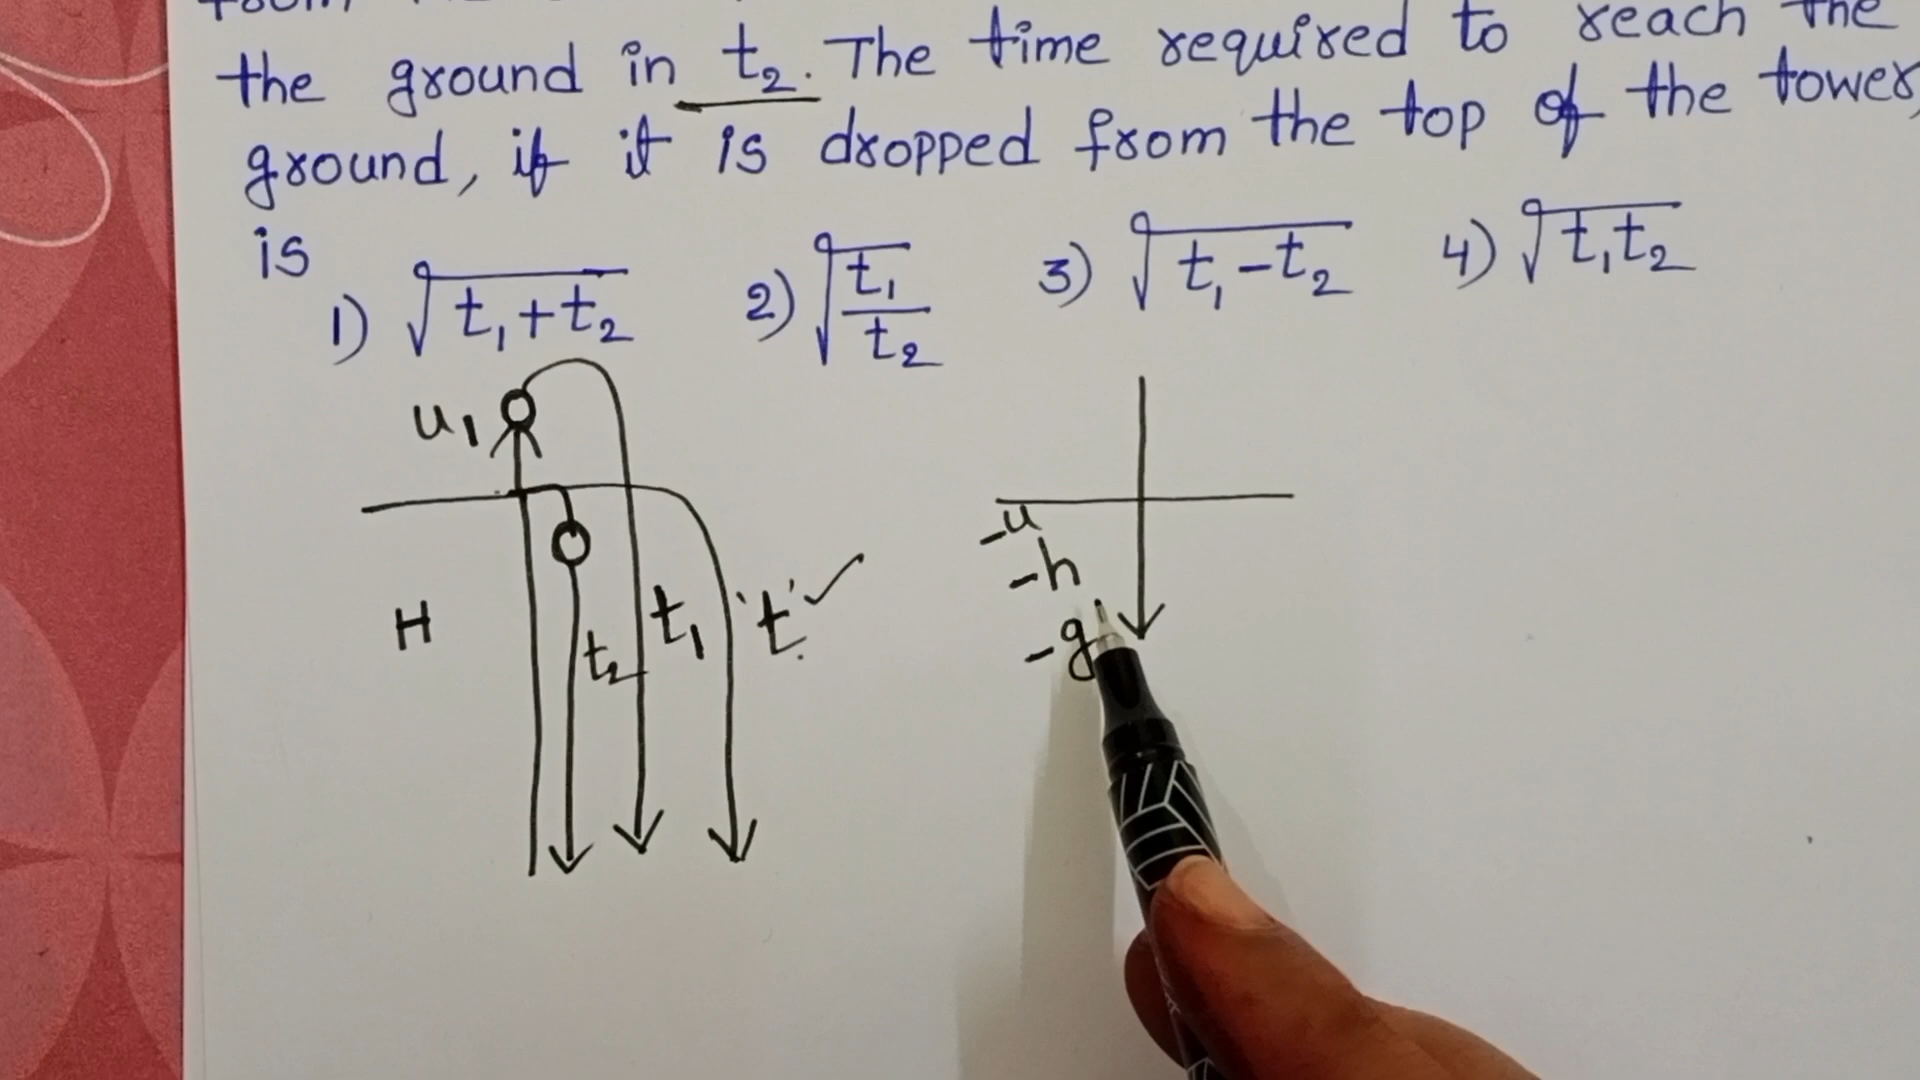 the ground in t₂. The time required to reach the
ground, if it is dropped from the top of the tower,
is
1) √(t₁+t₂) 2) √(t₁/t₂) 3) √(t₁-t₂) 4) √(t₁t₂)
u₁
H
t₂
t₁
't'
-u
-h
-g